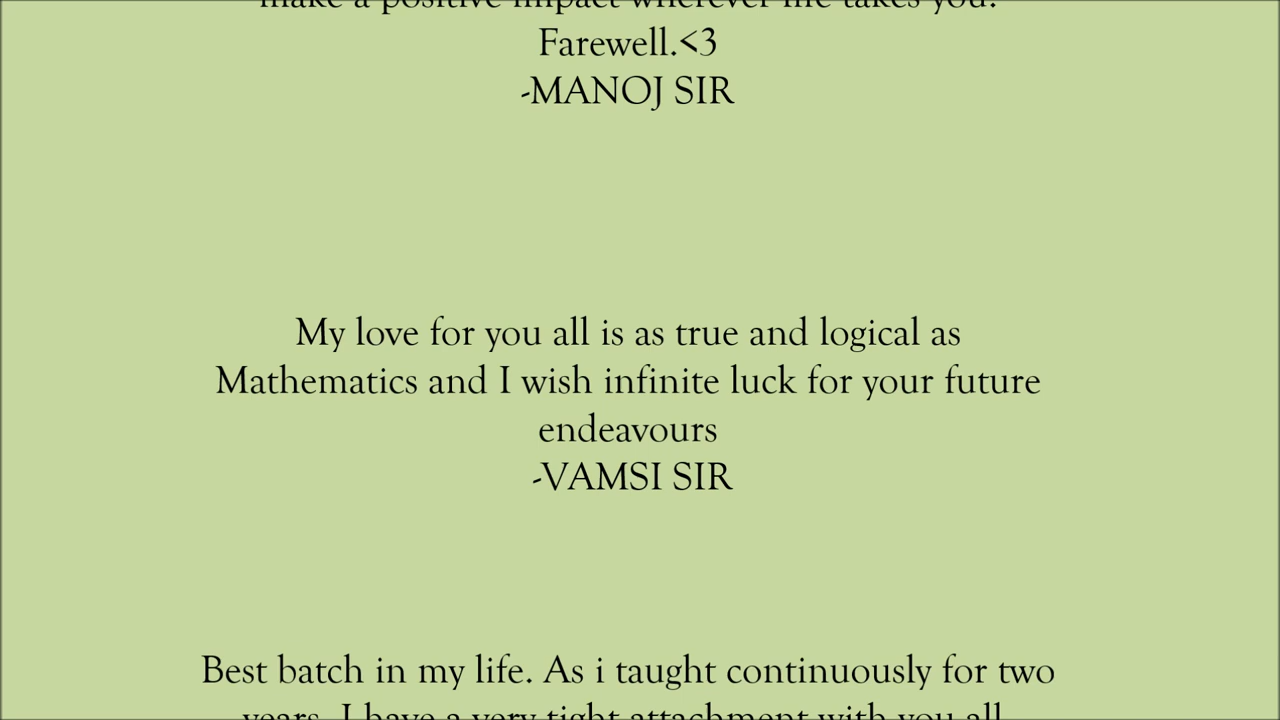 make a positive impact wherever life takes you.
Farewell.<3
-MANOJ SIR
My love for you all is as true and logical as
Mathematics and I wish infinite luck for your future
endeavours
-VAMSI SIR
Best batch in my life. As i taught continuously for two
years, I have a very tight attachment with you all.